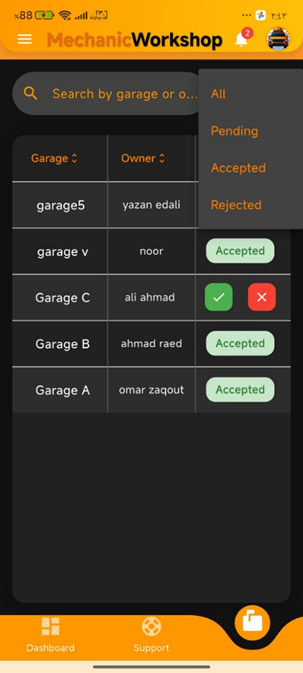 %88 ٢:٤٣
MechanicWorkshop
2
Search by garage or o...
All
Pending
Accepted
Rejected
Garage Owner
garage5 yazan edali
garage v noor Accepted
Garage C ali ahmad
Garage B ahmad raed Accepted
Garage A omar zaqout Accepted
Dashboard Support